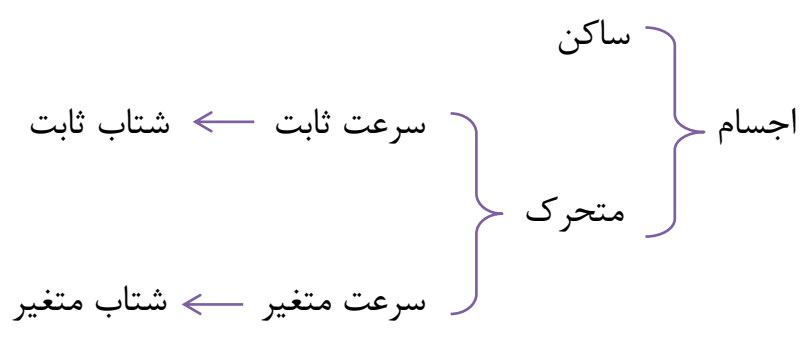 ساکن
اجسام
سرعت ثابت ← شتاب ثابت
متحرک
سرعت متغیر ← شتاب متغیر